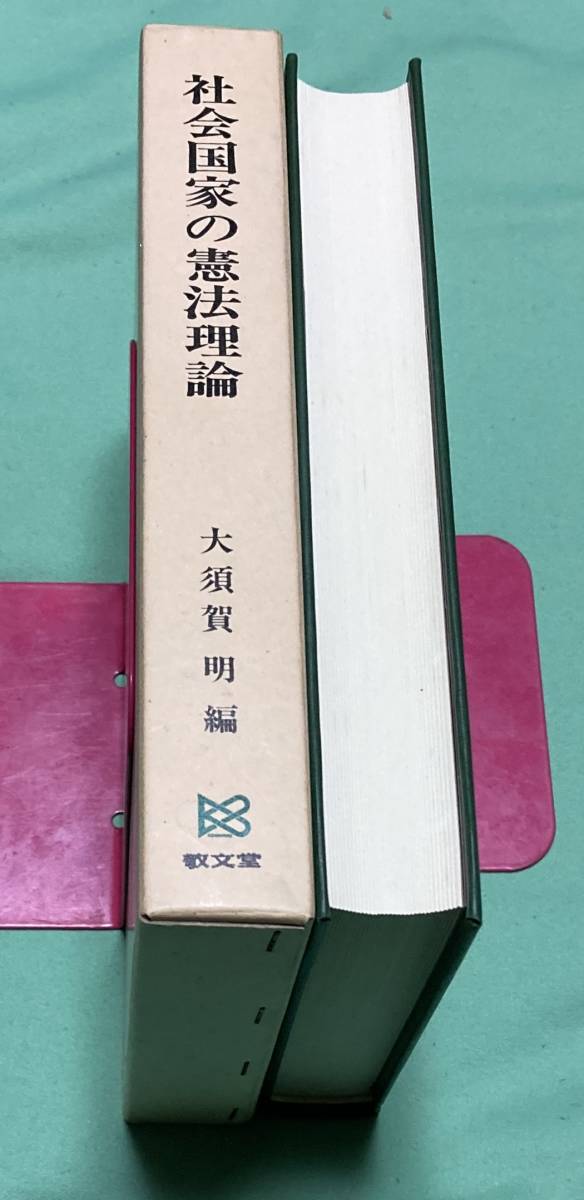 社会国家の憲法理論
大須賀明編
敬文堂